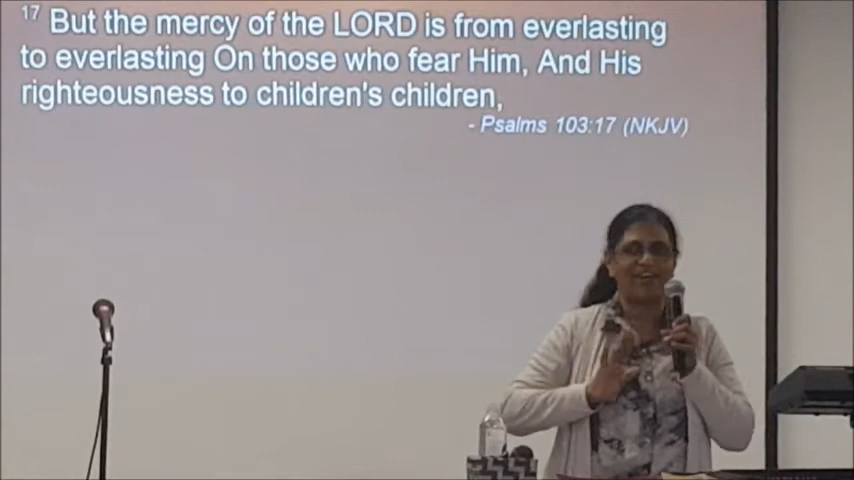 17 But the mercy of the LORD is from everlasting
to everlasting On those who fear Him, And His
righteousness to children's children,
- Psalms 103:17 (NKJV)